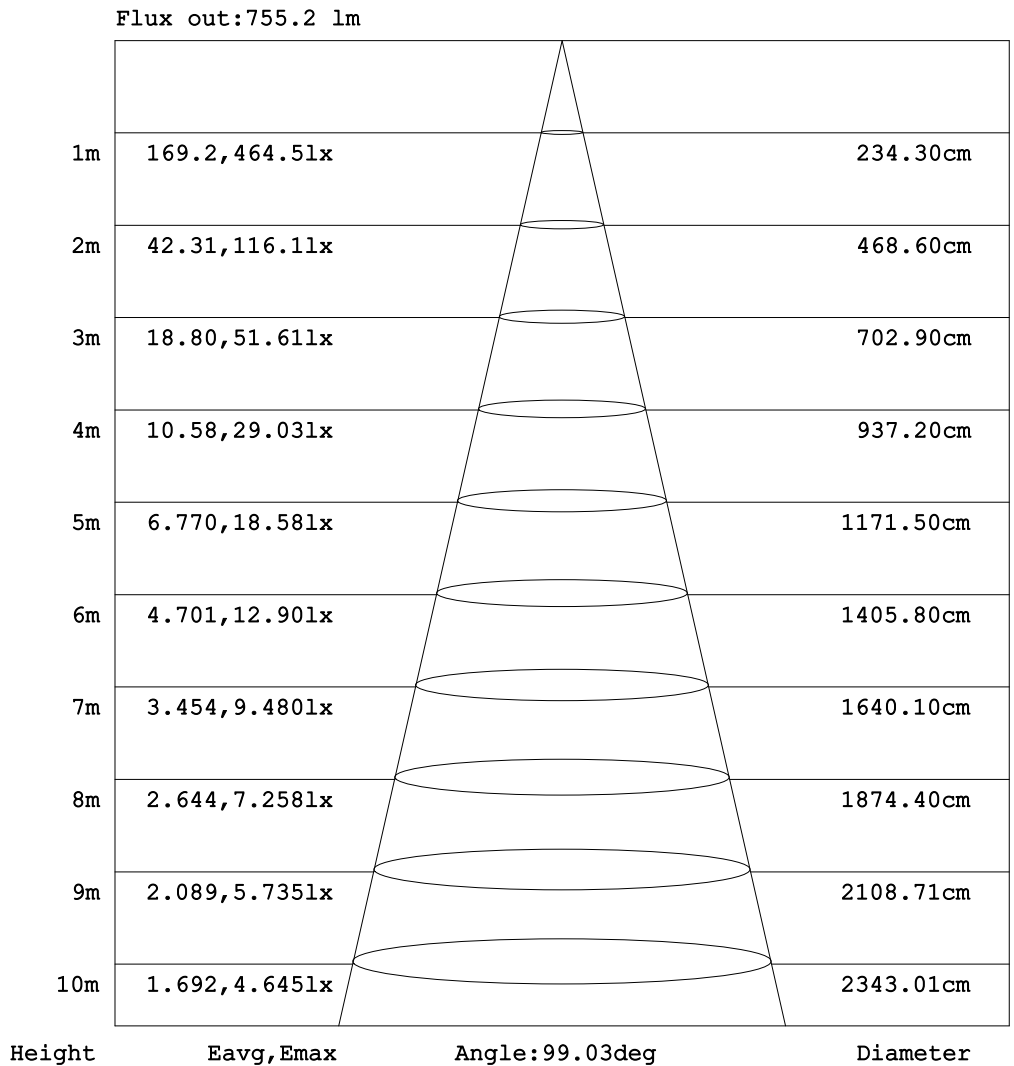 Flux out:755.2 lm
1m 169.2,464.5lx 234.30cm
2m 42.31,116.1lx 468.60cm
3m 18.80,51.61lx 702.90cm
4m 10.58,29.03lx 937.20cm
5m 6.770,18.58lx 1171.50cm
6m 4.701,12.90lx 1405.80cm
7m 3.454,9.480lx 1640.10cm
8m 2.644,7.258lx 1874.40cm
9m 2.089,5.735lx 2108.71cm
10m 1.692,4.645lx 2343.01cm
Height Eavg,Emax Angle:99.03deg Diameter